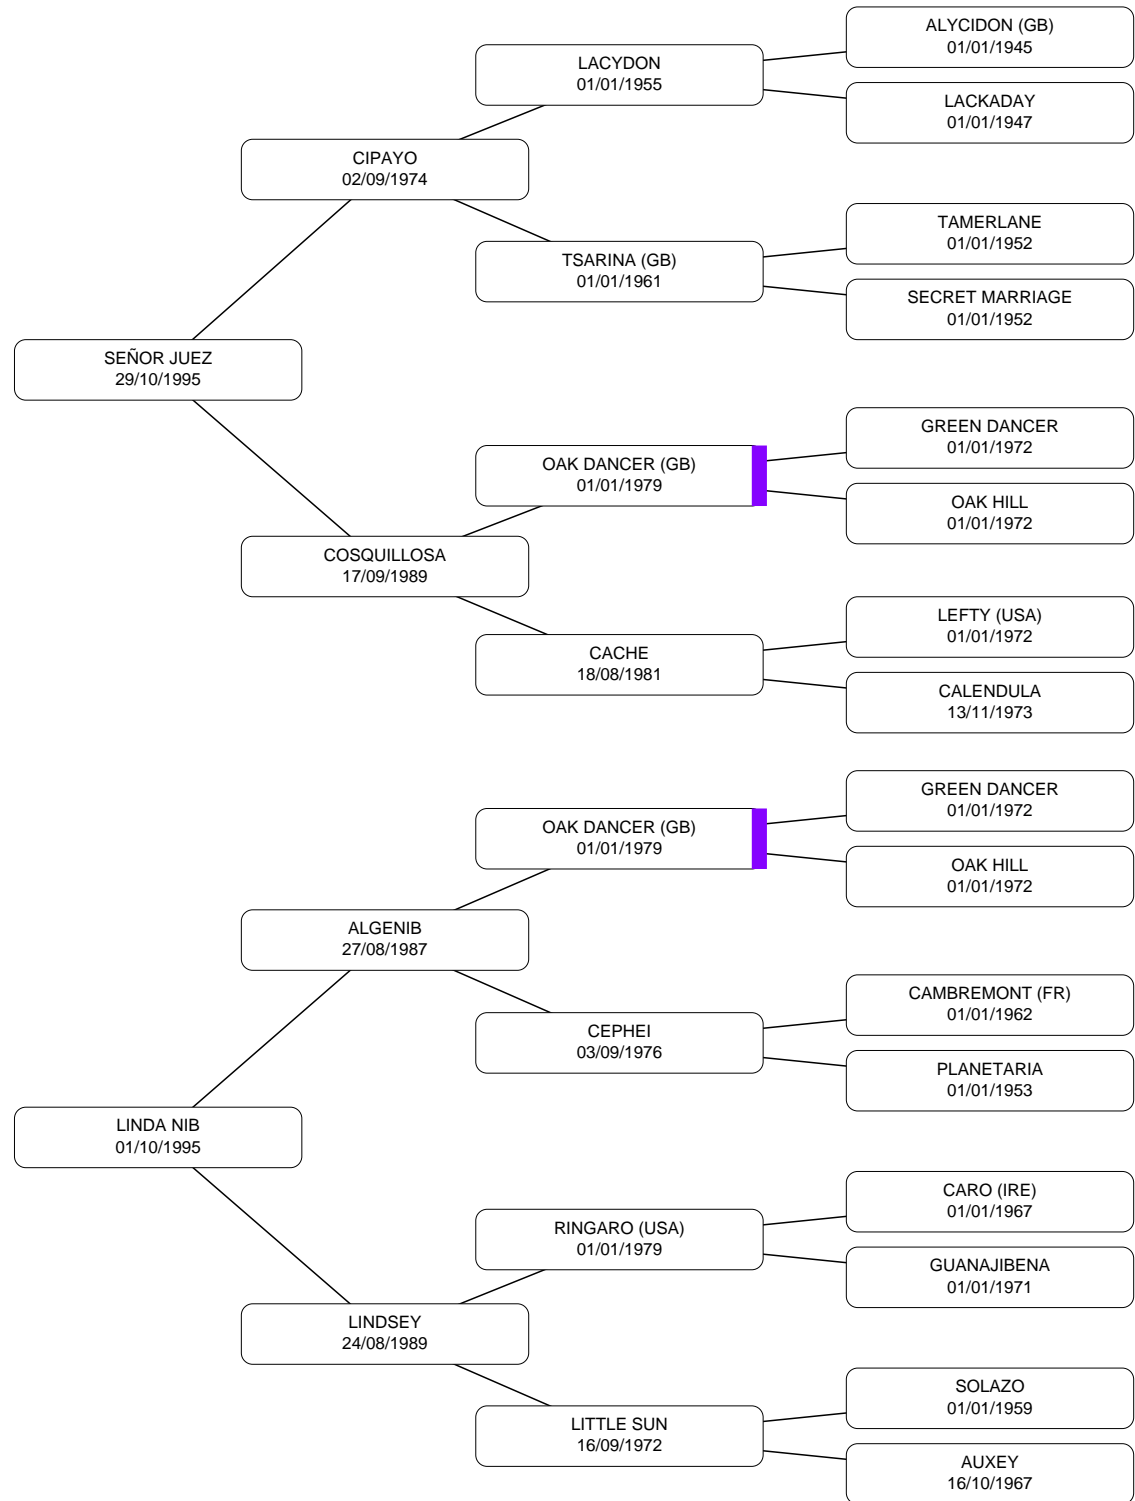 ALYCIDON (GB)
01/01/1945
LACYDON
01/01/1955
LACKADAY
01/01/1947
CIPAYO
02/09/1974
TAMERLANE
01/01/1952
TSARINA (GB)
01/01/1961
SECRET MARRIAGE
01/01/1952
SEÑOR JUEZ
29/10/1995
GREEN DANCER
01/01/1972
OAK DANCER (GB)
01/01/1979
OAK HILL
01/01/1972
COSQUILLOSA
17/09/1989
LEFTY (USA)
01/01/1972
CACHE
18/08/1981
CALENDULA
13/11/1973
GREEN DANCER
01/01/1972
OAK DANCER (GB)
01/01/1979
OAK HILL
01/01/1972
ALGENIB
27/08/1987
CAMBREMONT (FR)
01/01/1962
CEPHEI
03/09/1976
PLANETARIA
01/01/1953
LINDA NIB
01/10/1995
CARO (IRE)
01/01/1967
RINGARO (USA)
01/01/1979
GUANAJIBENA
01/01/1971
LINDSEY
24/08/1989
SOLAZO
01/01/1959
LITTLE SUN
16/09/1972
AUXEY
16/10/1967